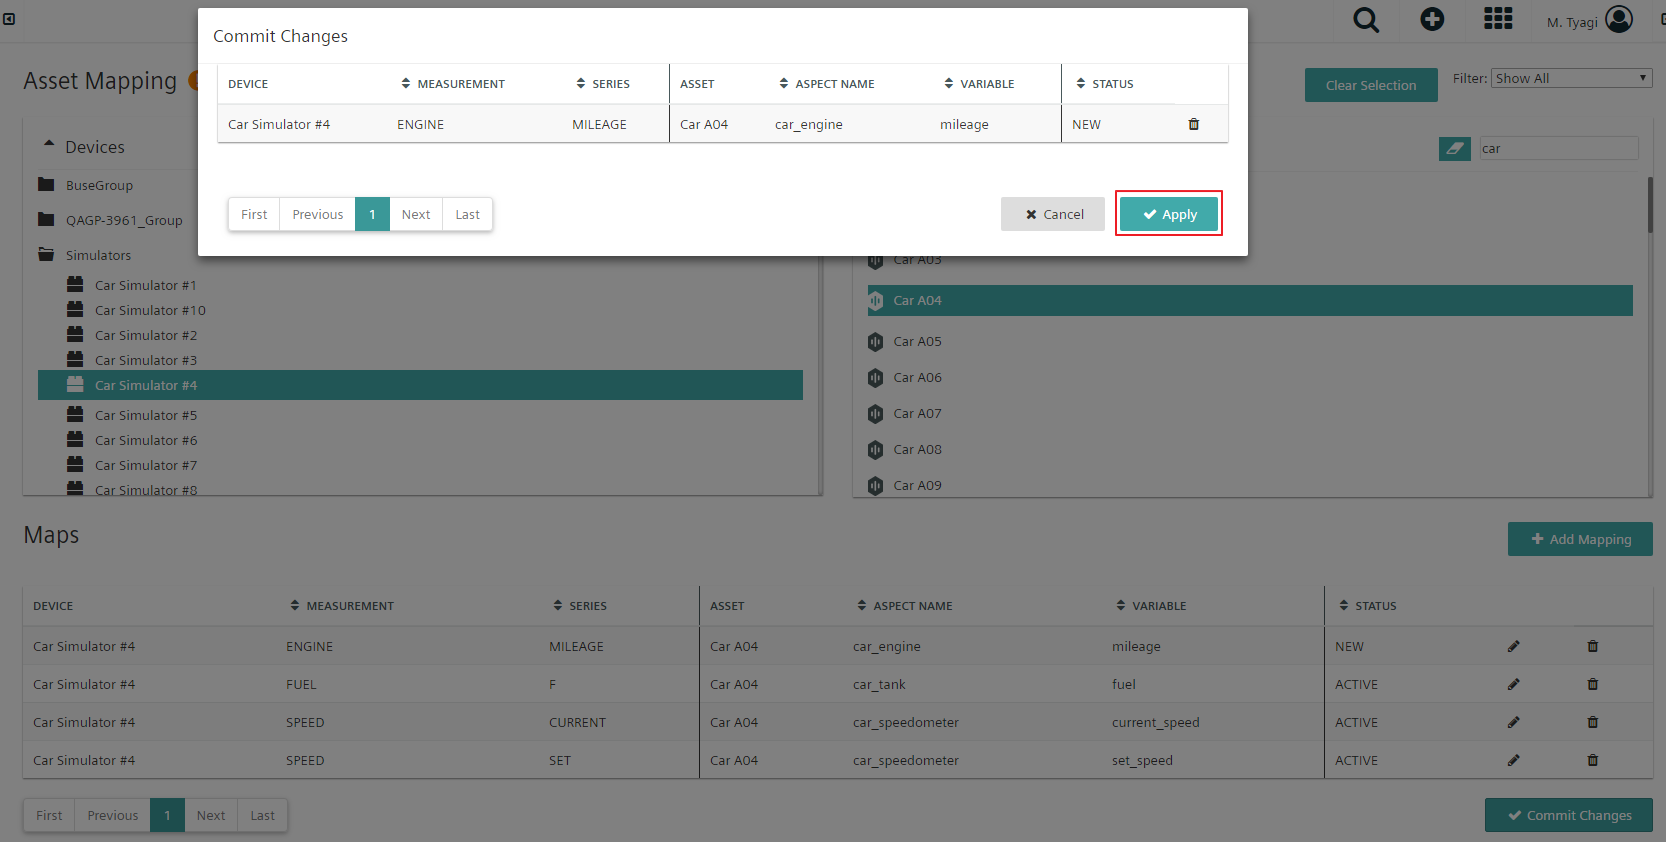 Commit Changes
DEVICE MEASUREMENT SERIES ASSET ASPECT NAME VARIABLE STATUS
Car Simulator #4 ENGINE MILEAGE Car A04 car_engine mileage NEW
First Previous 1 Next Last
Cancel Apply
M. Tyagi
Asset Mapping
Clear Selection Filter: Show All
Devices
car
BuseGroup
QAGP-3961_Group
Simulators
Car Simulator #1
Car Simulator #10
Car Simulator #2
Car Simulator #3
Car Simulator #4
Car Simulator #5
Car Simulator #6
Car Simulator #7
Car Simulator #8
Car A03
Car A04
Car A05
Car A06
Car A07
Car A08
Car A09
Maps
Add Mapping
DEVICE MEASUREMENT SERIES ASSET ASPECT NAME VARIABLE STATUS
Car Simulator #4 ENGINE MILEAGE Car A04 car_engine mileage NEW
Car Simulator #4 FUEL F Car A04 car_tank fuel ACTIVE
Car Simulator #4 SPEED CURRENT Car A04 car_speedometer current_speed ACTIVE
Car Simulator #4 SPEED SET Car A04 car_speedometer set_speed ACTIVE
First Previous 1 Next Last
Commit Changes